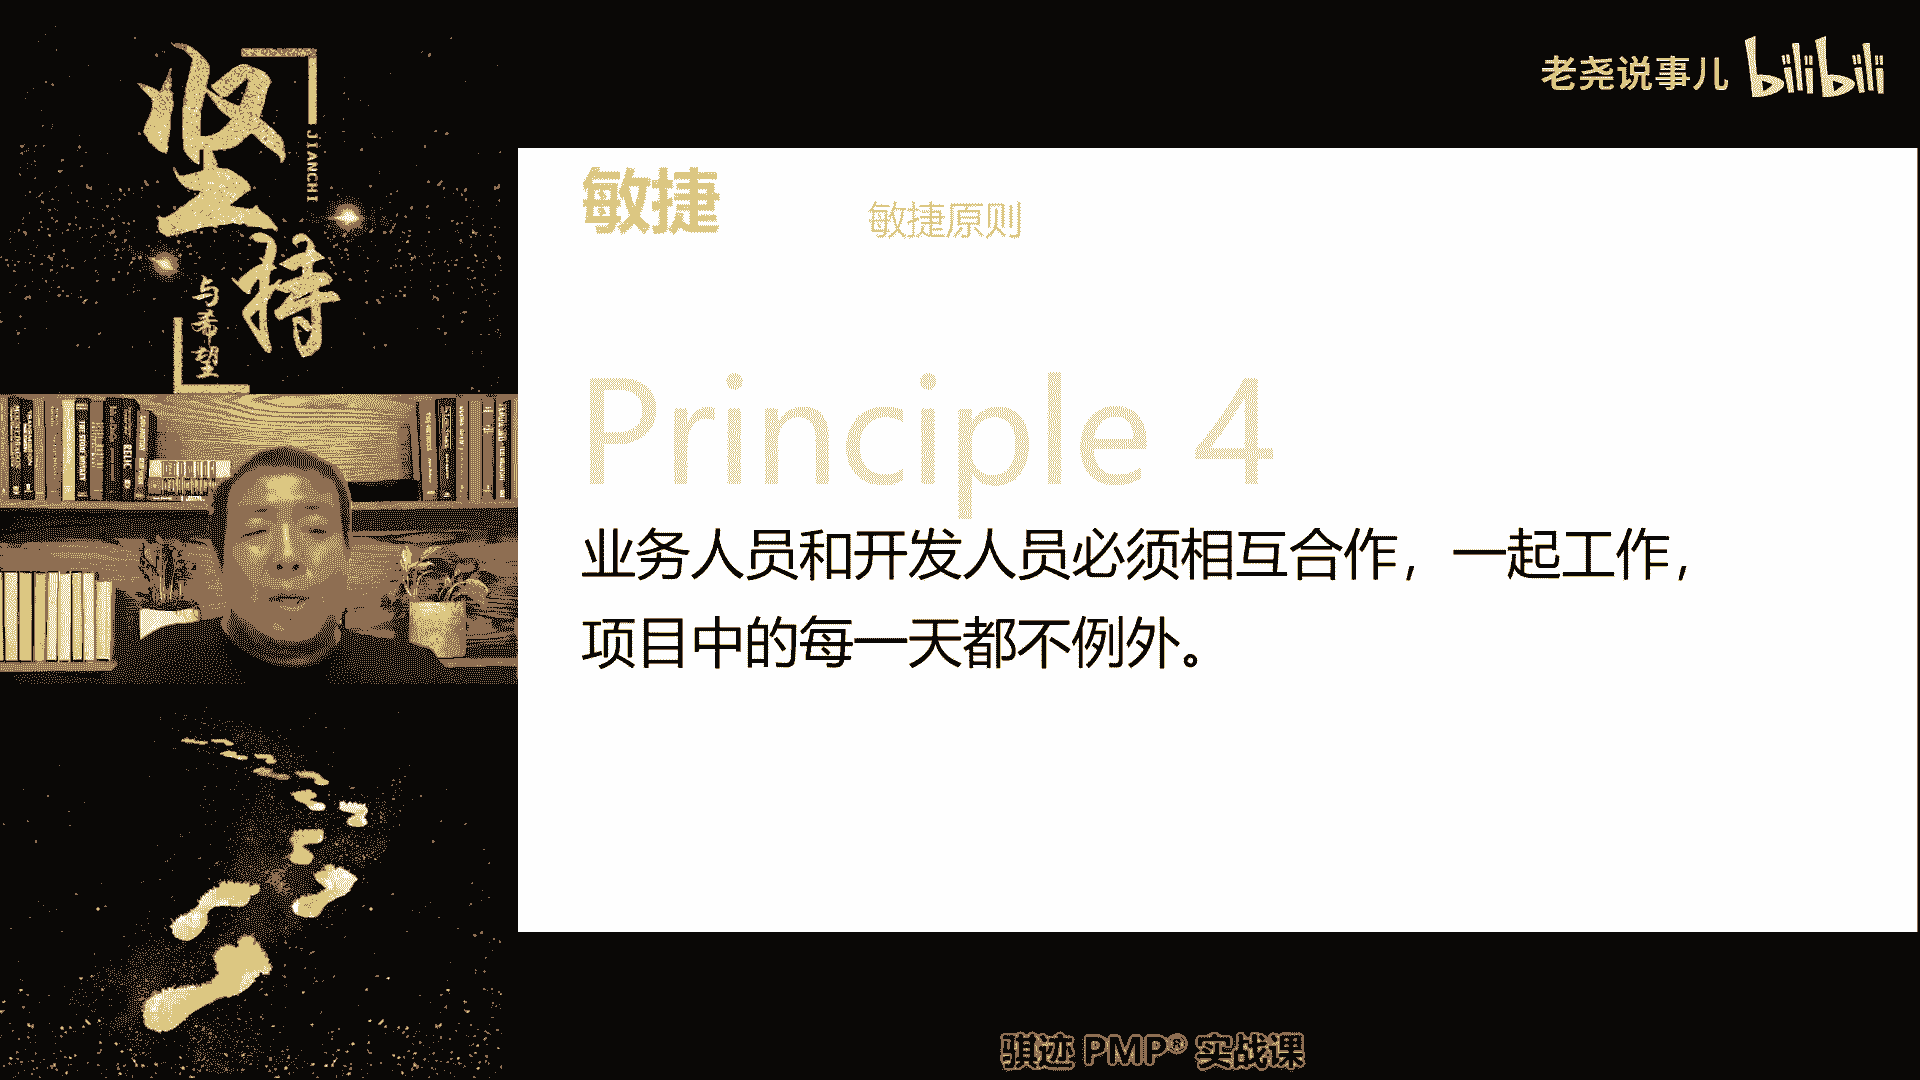 坚持
JIANCHI
与希望
老尧说事儿 bilibili
敏捷
敏捷原则
Principle 4
业务人员和开发人员必须相互合作，一起工作，
项目中的每一天都不例外。
骐迹 PMP® 实战课